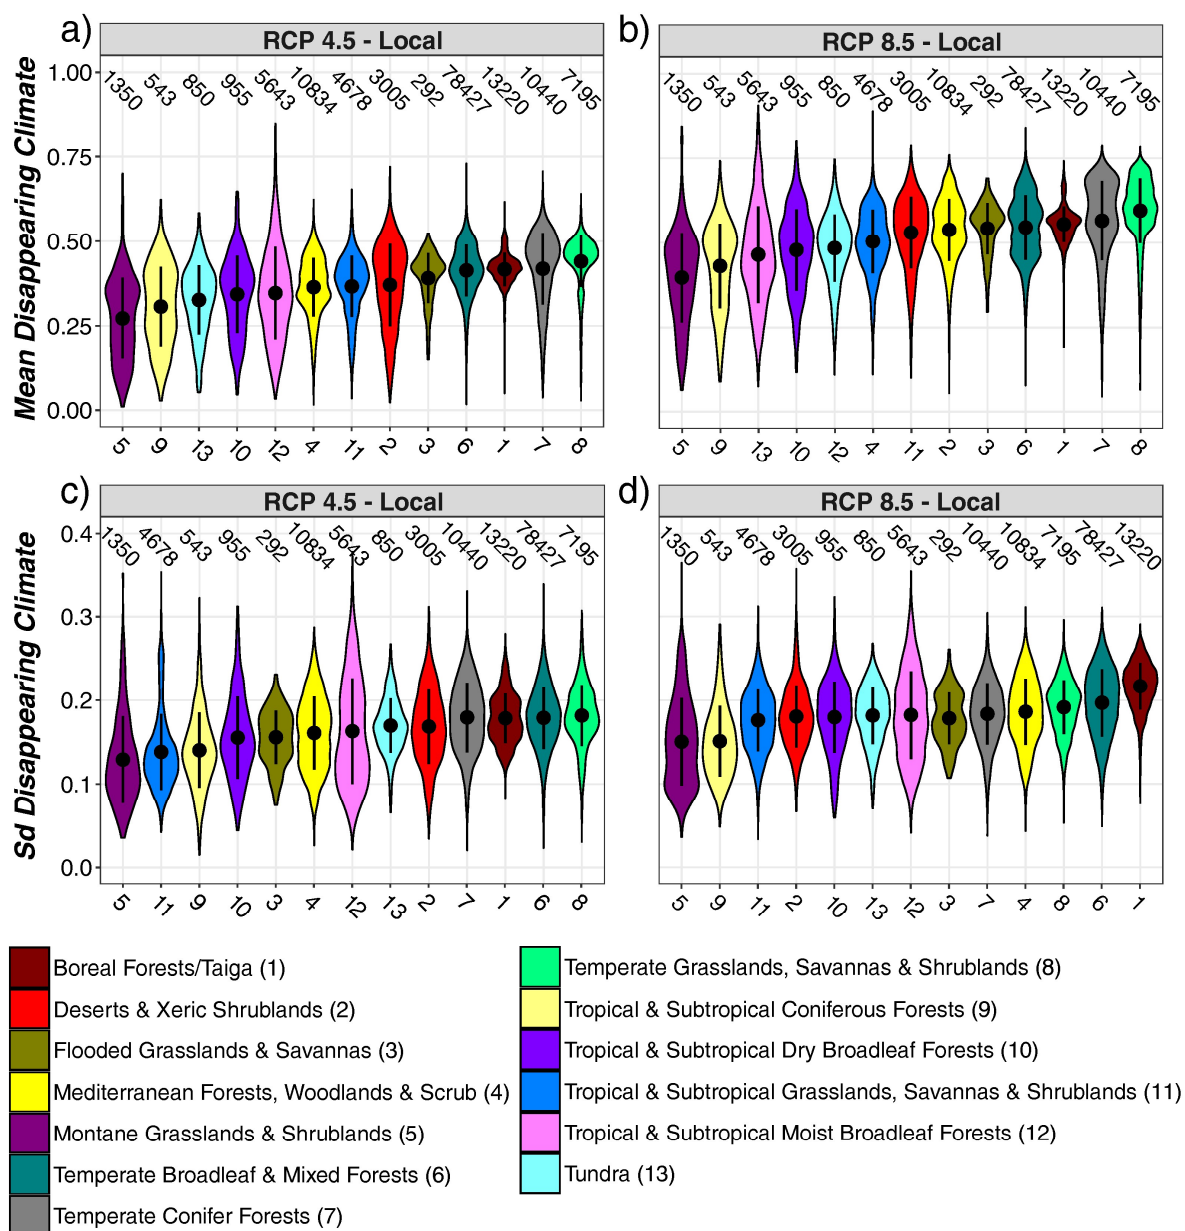 a)
RCP 4.5 - Local
b)
RCP 8.5 - Local
Mean Disappearing Climate
1.00
0.75
0.50
0.25
0.00
1350 543 850 955 5643 10834 4678 3005 292 78427 13220 10440 7195
5 9 13 10 12 4 11 2 3 6 1 7 8
1350 543 5643 955 850 4678 3005 10834 292 78427 13220 10440 7195
5 9 13 10 12 4 11 2 3 6 1 7 8
c)
RCP 4.5 - Local
d)
RCP 8.5 - Local
Sd Disappearing Climate
0.4
0.3
0.2
0.1
0.0
1350 4678 543 955 292 10834 5643 850 3005 10440 13220 78427 7195
5 11 9 10 3 4 12 13 2 7 1 6 8
1350 543 4678 3005 955 850 5643 292 10440 10834 7195 78427 13220
5 9 11 2 10 13 12 3 7 4 8 6 1
Boreal Forests/Taiga (1)
Deserts & Xeric Shrublands (2)
Flooded Grasslands & Savannas (3)
Mediterranean Forests, Woodlands & Scrub (4)
Montane Grasslands & Shrublands (5)
Temperate Broadleaf & Mixed Forests (6)
Temperate Conifer Forests (7)
Temperate Grasslands, Savannas & Shrublands (8)
Tropical & Subtropical Coniferous Forests (9)
Tropical & Subtropical Dry Broadleaf Forests (10)
Tropical & Subtropical Grasslands, Savannas & Shrublands (11)
Tropical & Subtropical Moist Broadleaf Forests (12)
Tundra (13)